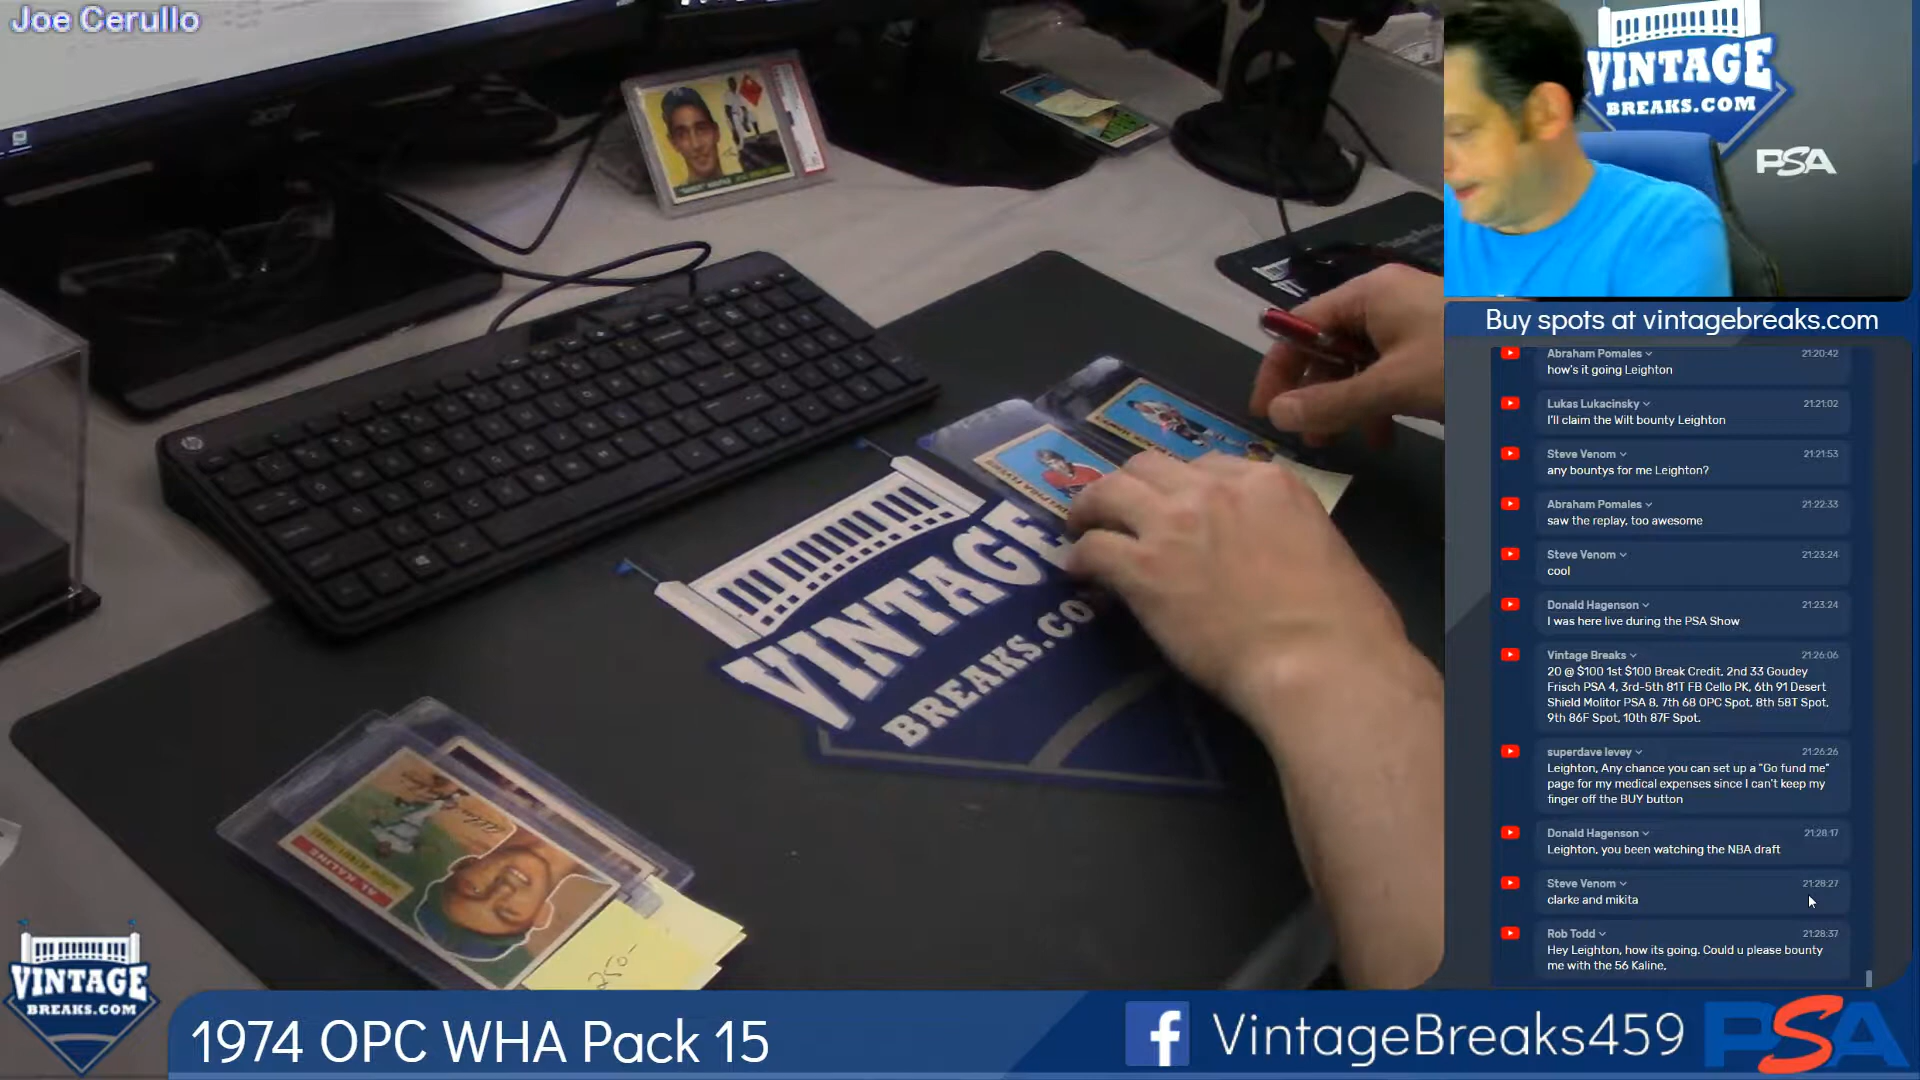 Joe Cerullo
VINTAGE
BREAKS.COM
PSA
Buy spots at vintagebreaks.com
Abraham Pomales 21:20:42
how's it going Leighton
Lukas Lukacinsky 21:21:02
I'll claim the Wilt bounty Leighton
Steve Venom 21:21:53
any bountys for me Leighton?
Abraham Pomales 21:22:33
saw the replay, too awesome
Steve Venom 21:23:24
cool
Donald Hagenson 21:23:24
I was here live during the PSA Show
Vintage Breaks 21:26:06
20 @ $100 1st $100 Break Credit, 2nd 33 Goudey
Frisch PSA 4, 3rd-5th 81T FB Cello PK, 6th 91 Desert
Shield Molitor PSA 8, 7th 68 OPC Spot, 8th 58T Spot,
9th 86F Spot, 10th 87F Spot.
superdave levey 21:26:26
Leighton, Any chance you can set up a "Go fund me"
page for my medical expenses since I can't keep my
finger off the BUY button
Donald Hagenson 21:28:17
Leighton, you been watching the NBA draft
Steve Venom 21:28:27
clarke and mikita
Rob Todd 21:28:37
Hey Leighton, how its going. Could u please bounty
me with the 56 Kaline,
VINTAGE
BREAKS.CO
AL KALINE
250-
VINTAGE
BREAKS.COM
1974 OPC WHA Pack 15
f VintageBreaks459
PSA